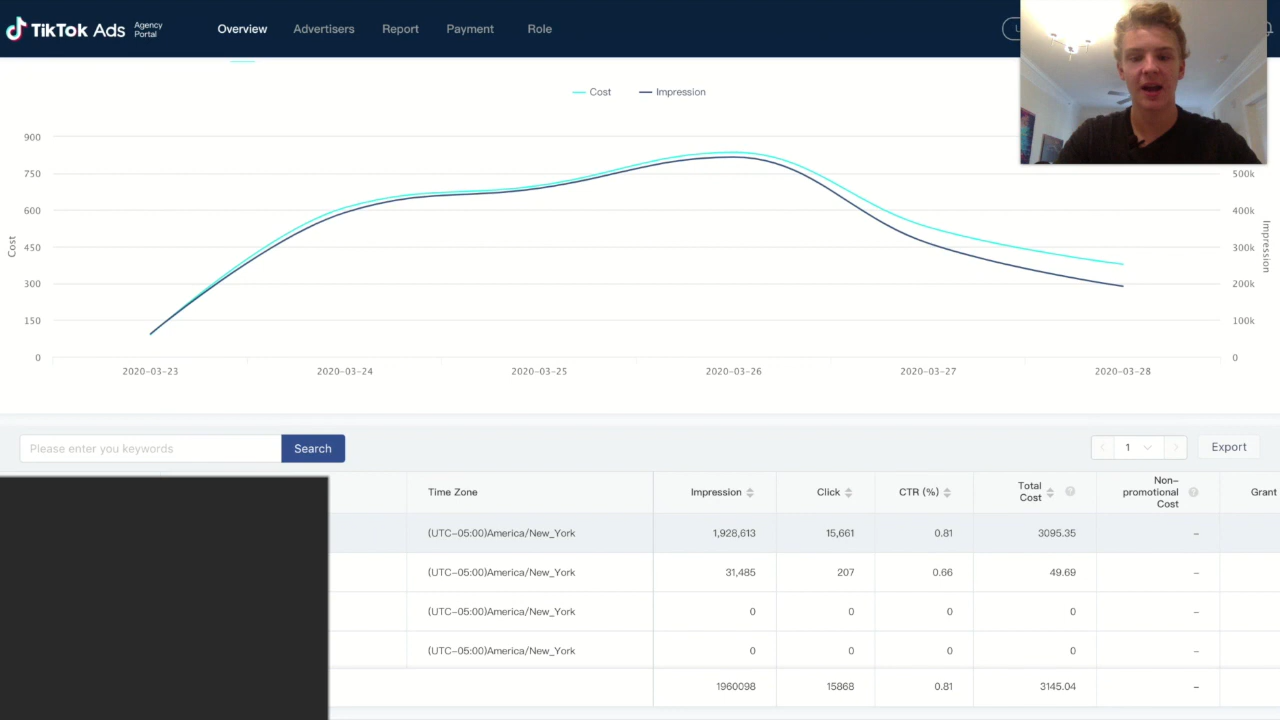 TikTok Ads Agency Portal Overview Advertisers Report Payment Role
Cost Impression
900
750 500k
600 400k
450 300k
300 200k
150 100k
0 0
Cost
Impression
2020-03-23 2020-03-24 2020-03-25 2020-03-26 2020-03-27 2020-03-28
Please enter you keywords Search 1 Export
Time Zone Impression Click CTR (%) Total Cost Non-promotional Cost Grant
(UTC-05:00)America/New_York 1,928,613 15,661 0.81 3095.35 –
(UTC-05:00)America/New_York 31,485 207 0.66 49.69 –
(UTC-05:00)America/New_York 0 0 0 0 –
(UTC-05:00)America/New_York 0 0 0 0 –
1960098 15868 0.81 3145.04 –